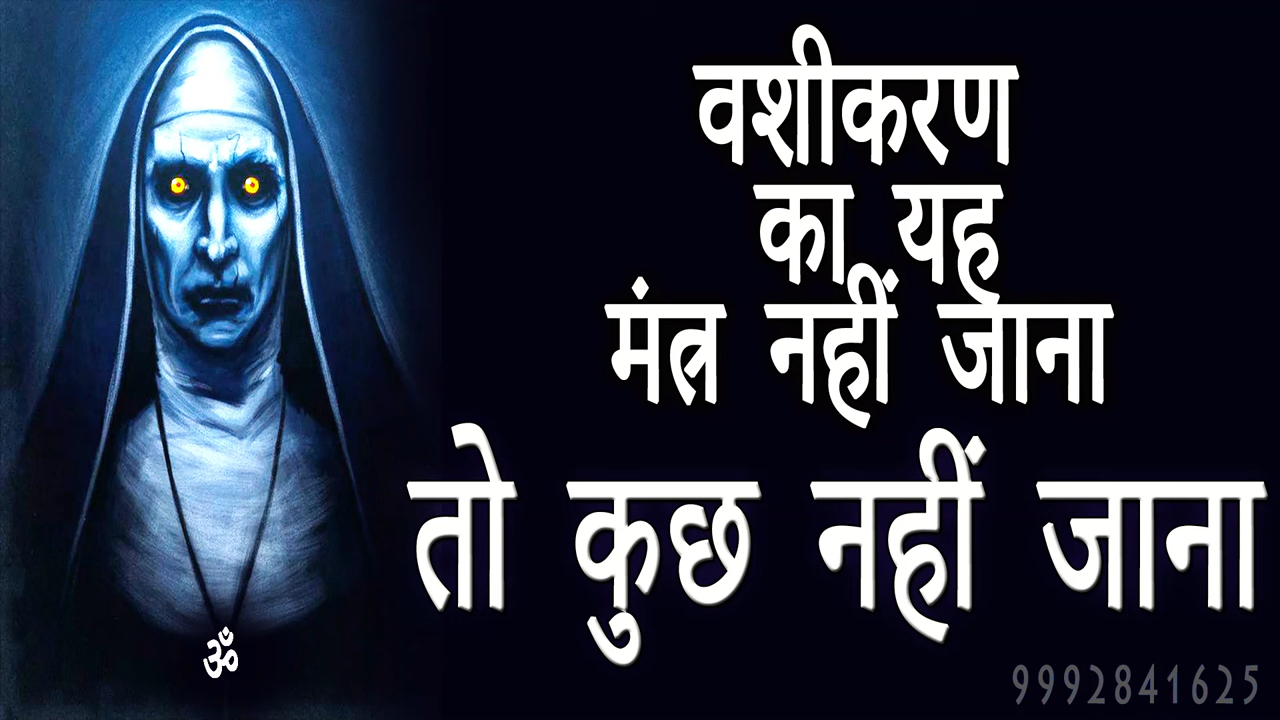 वशीकरण
का यह
मंत्र नहीं जाना
तो कुछ नहीं जाना
ॐ
9992841625